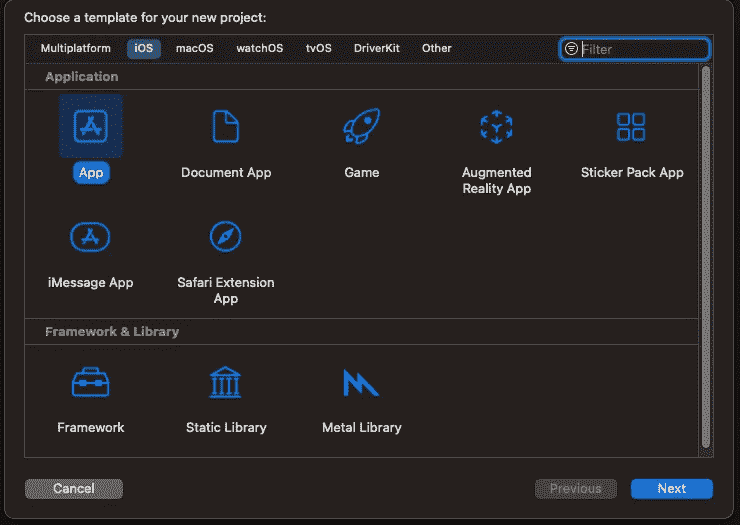 Choose a template for your new project:
Multiplatform iOS macOS watchOS tvOS DriverKit Other Filter
Application
App Document App Game Augmented Reality App Sticker Pack App
iMessage App Safari Extension App
Framework & Library
Framework Static Library Metal Library
Cancel Previous Next